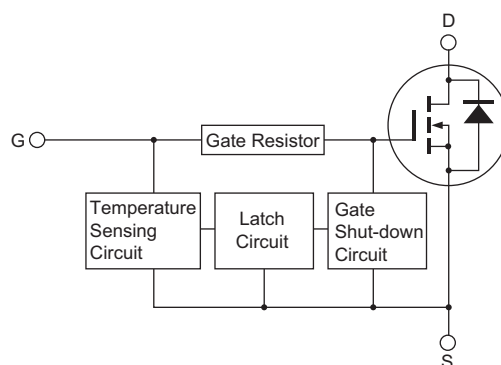 D
G
Gate Resistor
Temperature
Sensing
Circuit
Latch
Circuit
Gate
Shut-down
Circuit
S